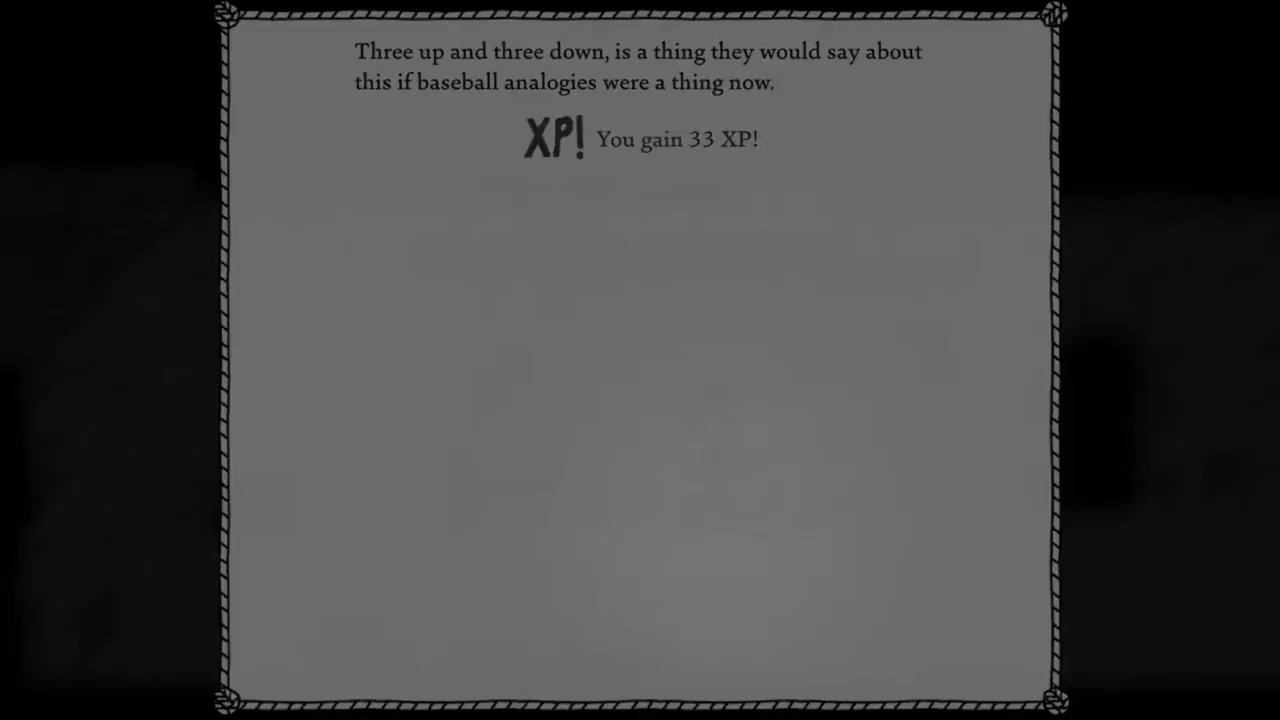 Three up and three down, is a thing they would say about
this if baseball analogies were a thing now.
XP! You gain 33 XP!